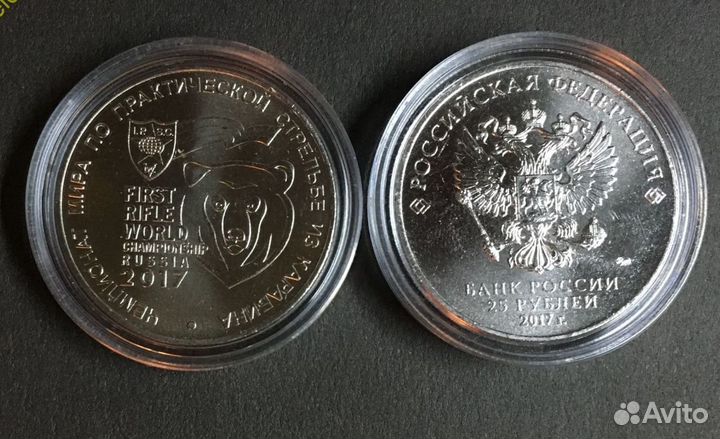 ЧЕМПИОНАТ МИРА ПО ПРАКТИЧЕСКОЙ СТРЕЛЬБЕ ИЗ КАРАБИНА
I.P.S.C.
FIRST
RIFLE
WORLD
CHAMPIONSHIP
RUSSIA
2017
РОССИЙСКАЯ ФЕДЕРАЦИЯ
БАНК РОССИИ
25 РУБЛЕЙ
2017 г.
Avito